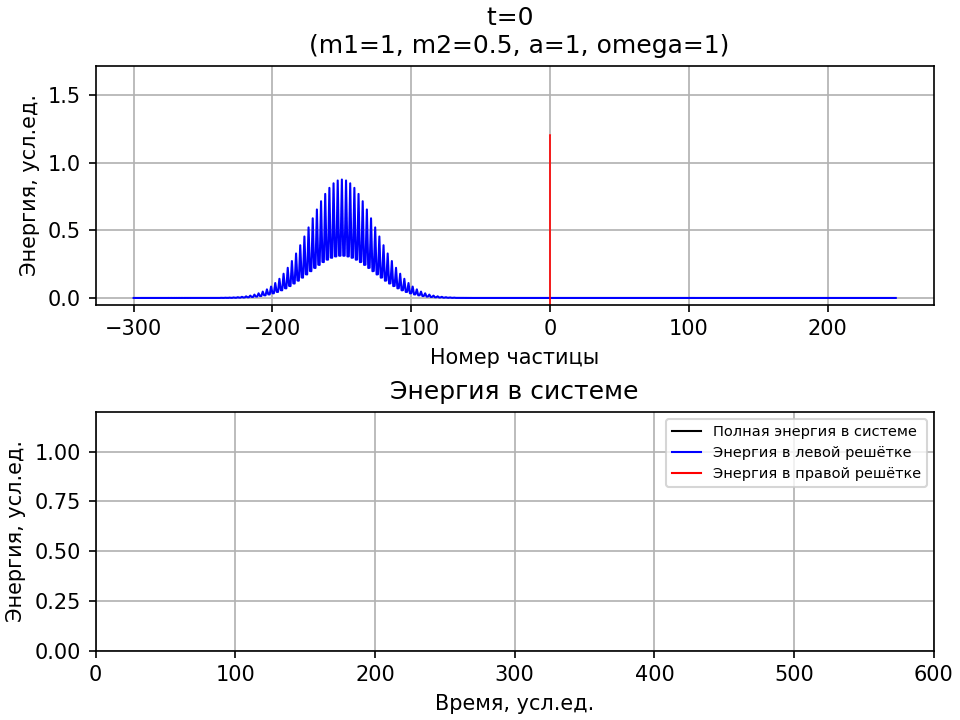 t=0
(m1=1, m2=0.5, a=1, omega=1)
Энергия, усл.ед.
1.5
1.0
0.5
0.0
−300 −200 −100 0 100 200
Номер частицы
Энергия в системе
Энергия, усл.ед.
1.00
0.75
0.50
0.25
0.00
Полная энергия в системе
Энергия в левой решётке
Энергия в правой решётке
0 100 200 300 400 500 600
Время, усл.ед.